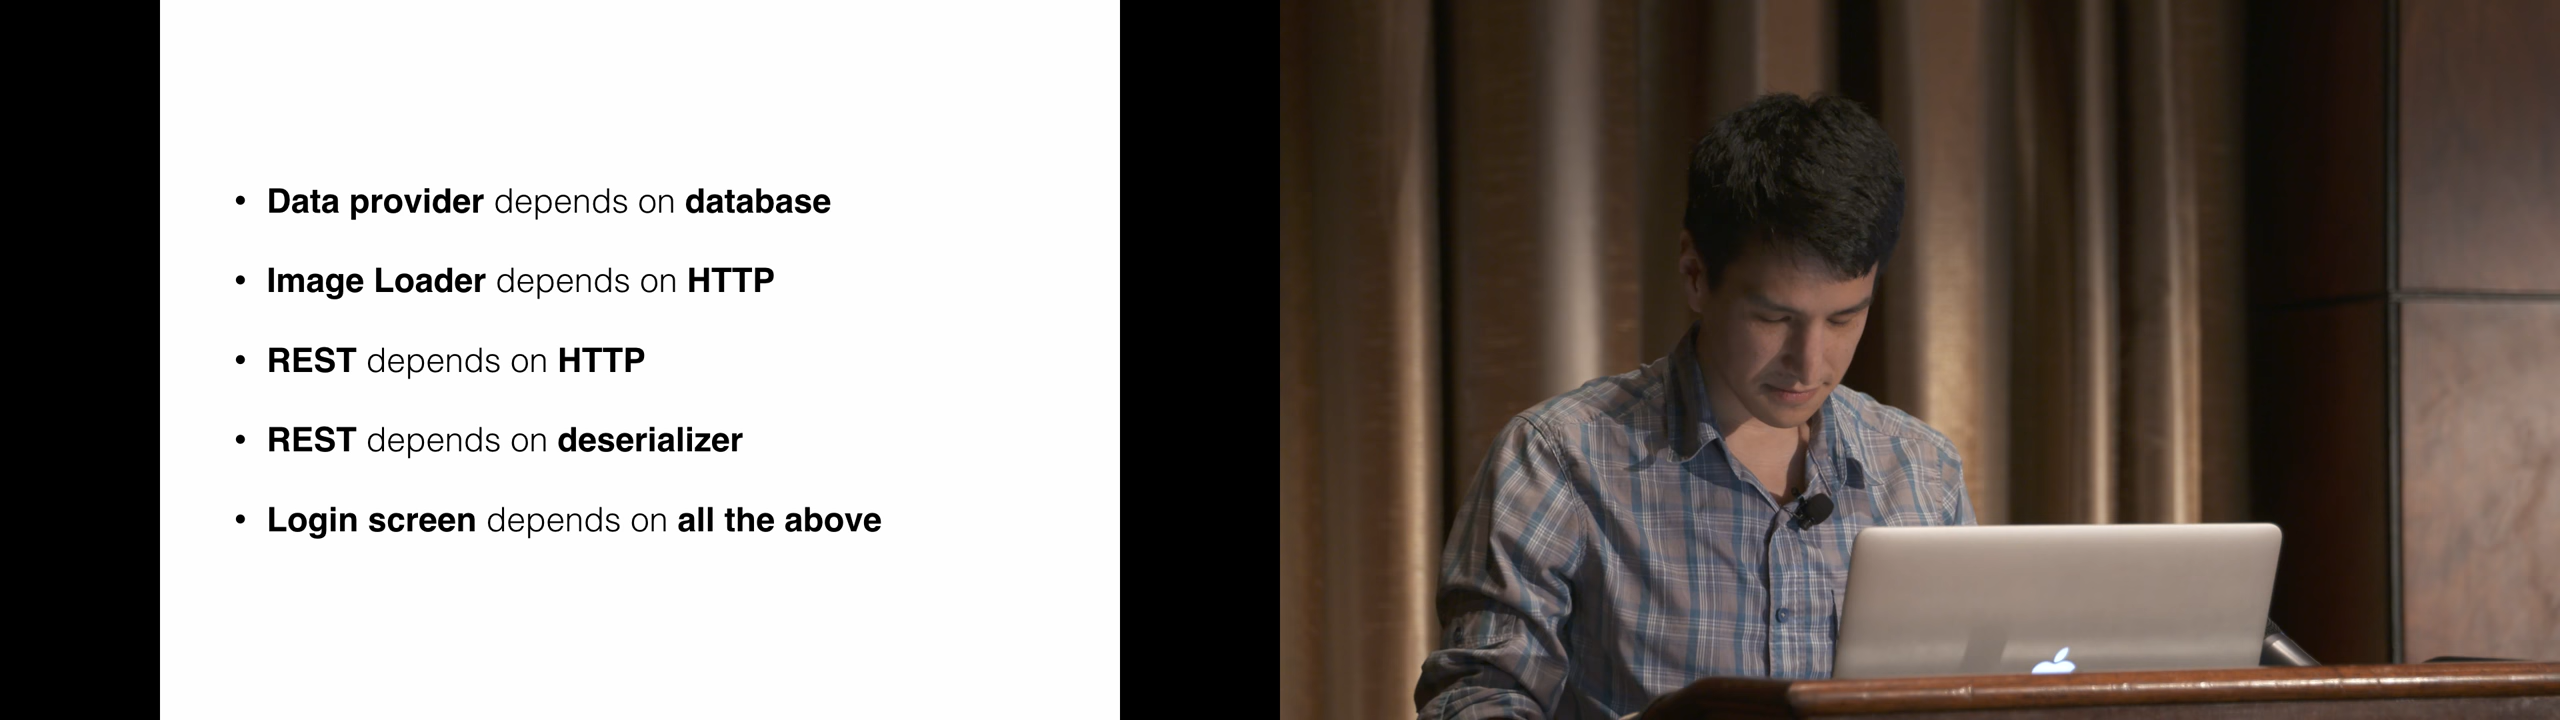 • Data provider depends on database
• Image Loader depends on HTTP
• REST depends on HTTP
• REST depends on deserializer
• Login screen depends on all the above